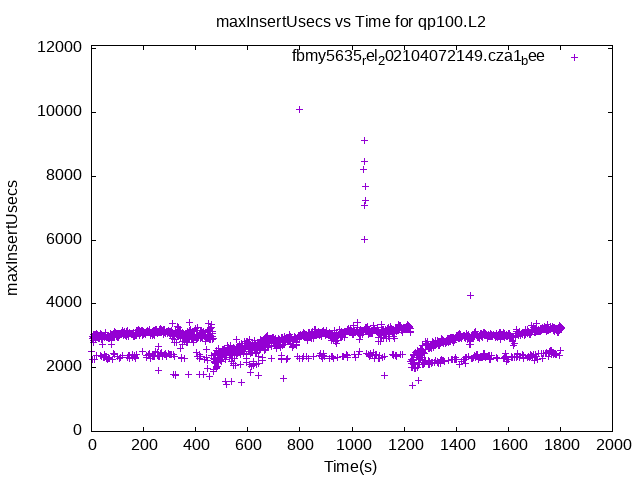 maxInsertUsecs vs Time for qp100.L2
fbmy5635rel202104072149.cza1bee
12000
10000
8000
6000
4000
2000
0
maxInsertUsecs
0 200 400 600 800 1000 1200 1400 1600 1800 2000
Time(s)